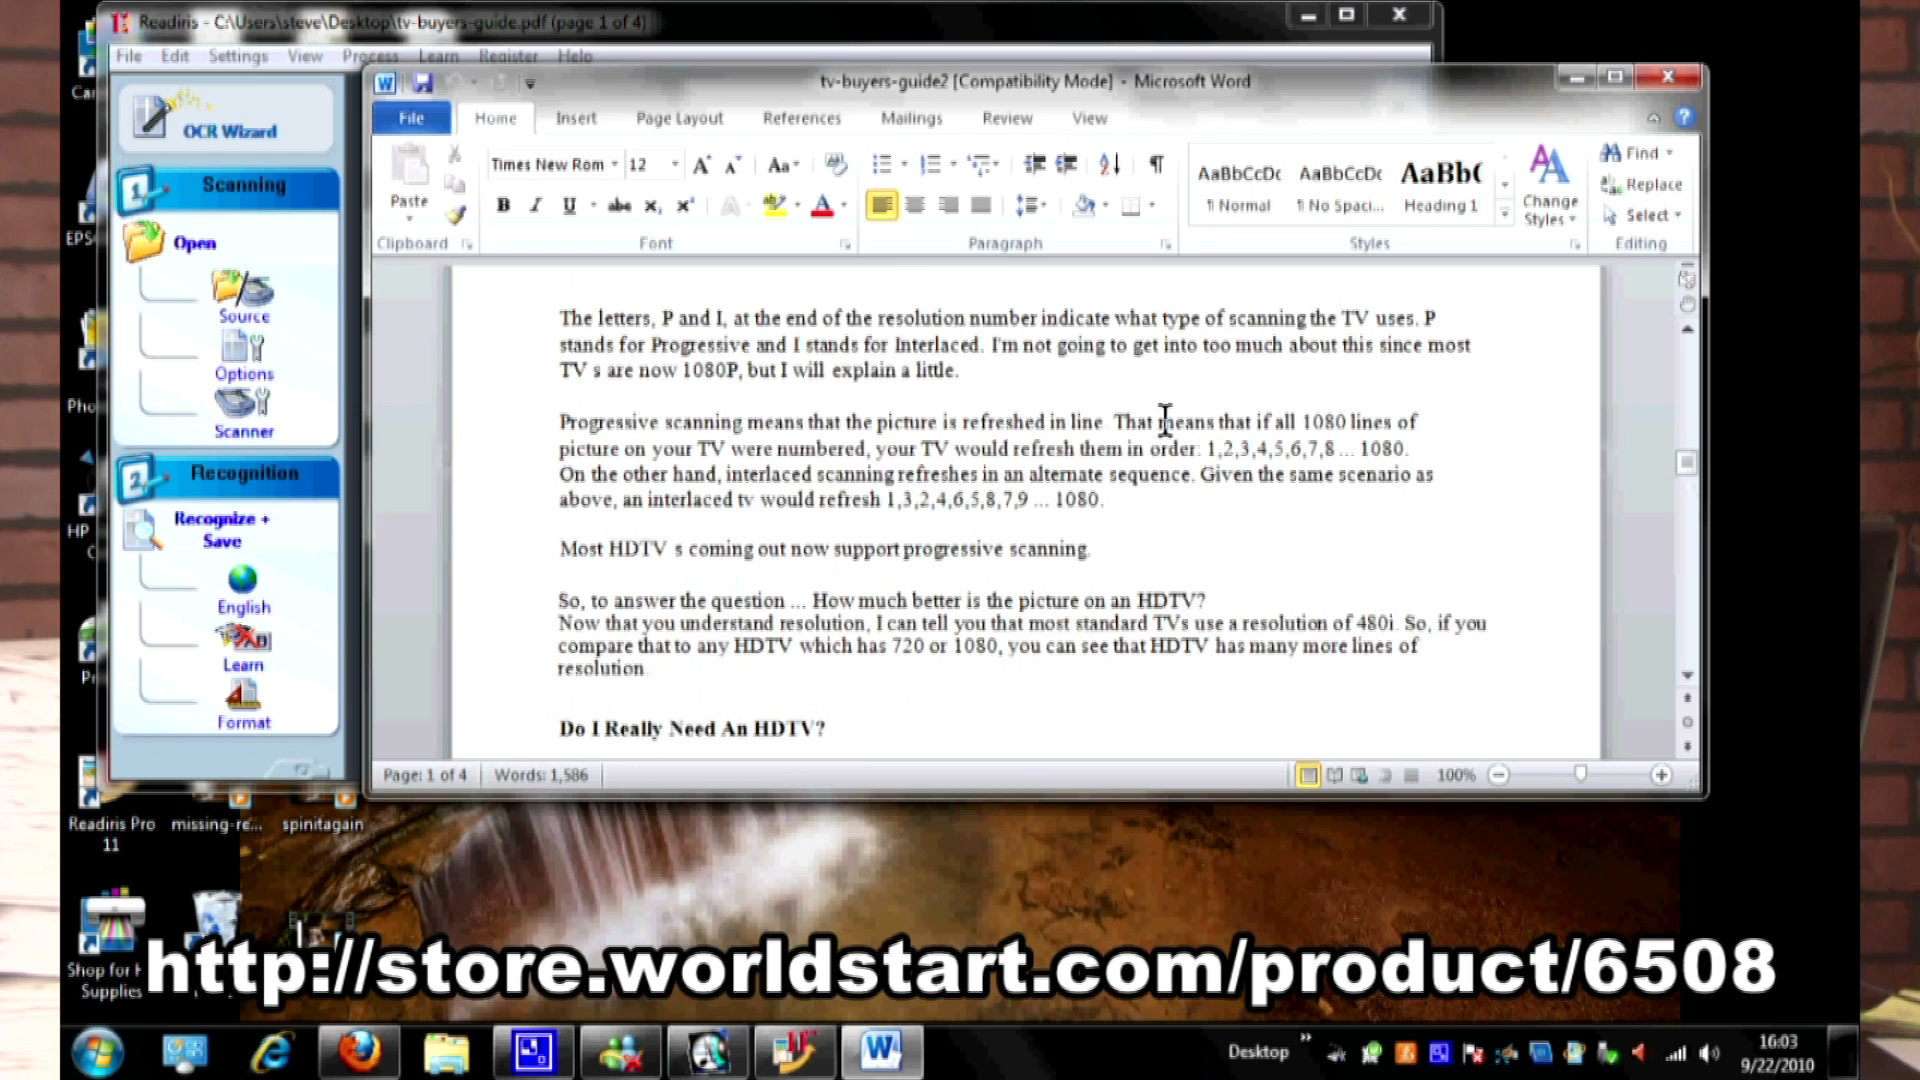 Readiris - C:\Users\steve\Desktop\tv-buyers-guide.pdf (page 1 of 4)
File Edit Settings View Process Learn Register Help
tv-buyers-guide2 [Compatibility Mode] - Microsoft Word
File Home Insert Page Layout References Mailings Review View
OCR Wizard
1 Scanning
Open
Source
Options
Scanner
2 Recognition
Recognize +
Save
English
Learn
Format
Paste
Clipboard
Times New Rom 12
B I U abc
Font
Paragraph
AaBbCcDc AaBbCcDc AaBbC
¶ Normal ¶ No Spaci... Heading 1
Styles
Change
Styles
Find
Replace
Select
Editing
The letters, P and I, at the end of the resolution number indicate what type of scanning the TV uses. P
stands for Progressive and I stands for Interlaced. I'm not going to get into too much about this since most
TV s are now 1080P, but I will explain a little.
Progressive scanning means that the picture is refreshed in line. That means that if all 1080 lines of
picture on your TV were numbered, your TV would refresh them in order: 1,2,3,4,5,6,7,8 ... 1080.
On the other hand, interlaced scanning refreshes in an alternate sequence. Given the same scenario as
above, an interlaced tv would refresh 1,3,2,4,6,5,8,7,9 ... 1080.
Most HDTV s coming out now support progressive scanning.
So, to answer the question ... How much better is the picture on an HDTV?
Now that you understand resolution, I can tell you that most standard TVs use a resolution of 480i. So, if you
compare that to any HDTV which has 720 or 1080, you can see that HDTV has many more lines of
resolution.
Do I Really Need An HDTV?
Page: 1 of 4 Words: 1,586
100%
Readiris Pro
11
missing-re...
spinitagain
Shop for H
Supplies
http://store.worldstart.com/product/6508
Desktop
16:03
9/22/2010